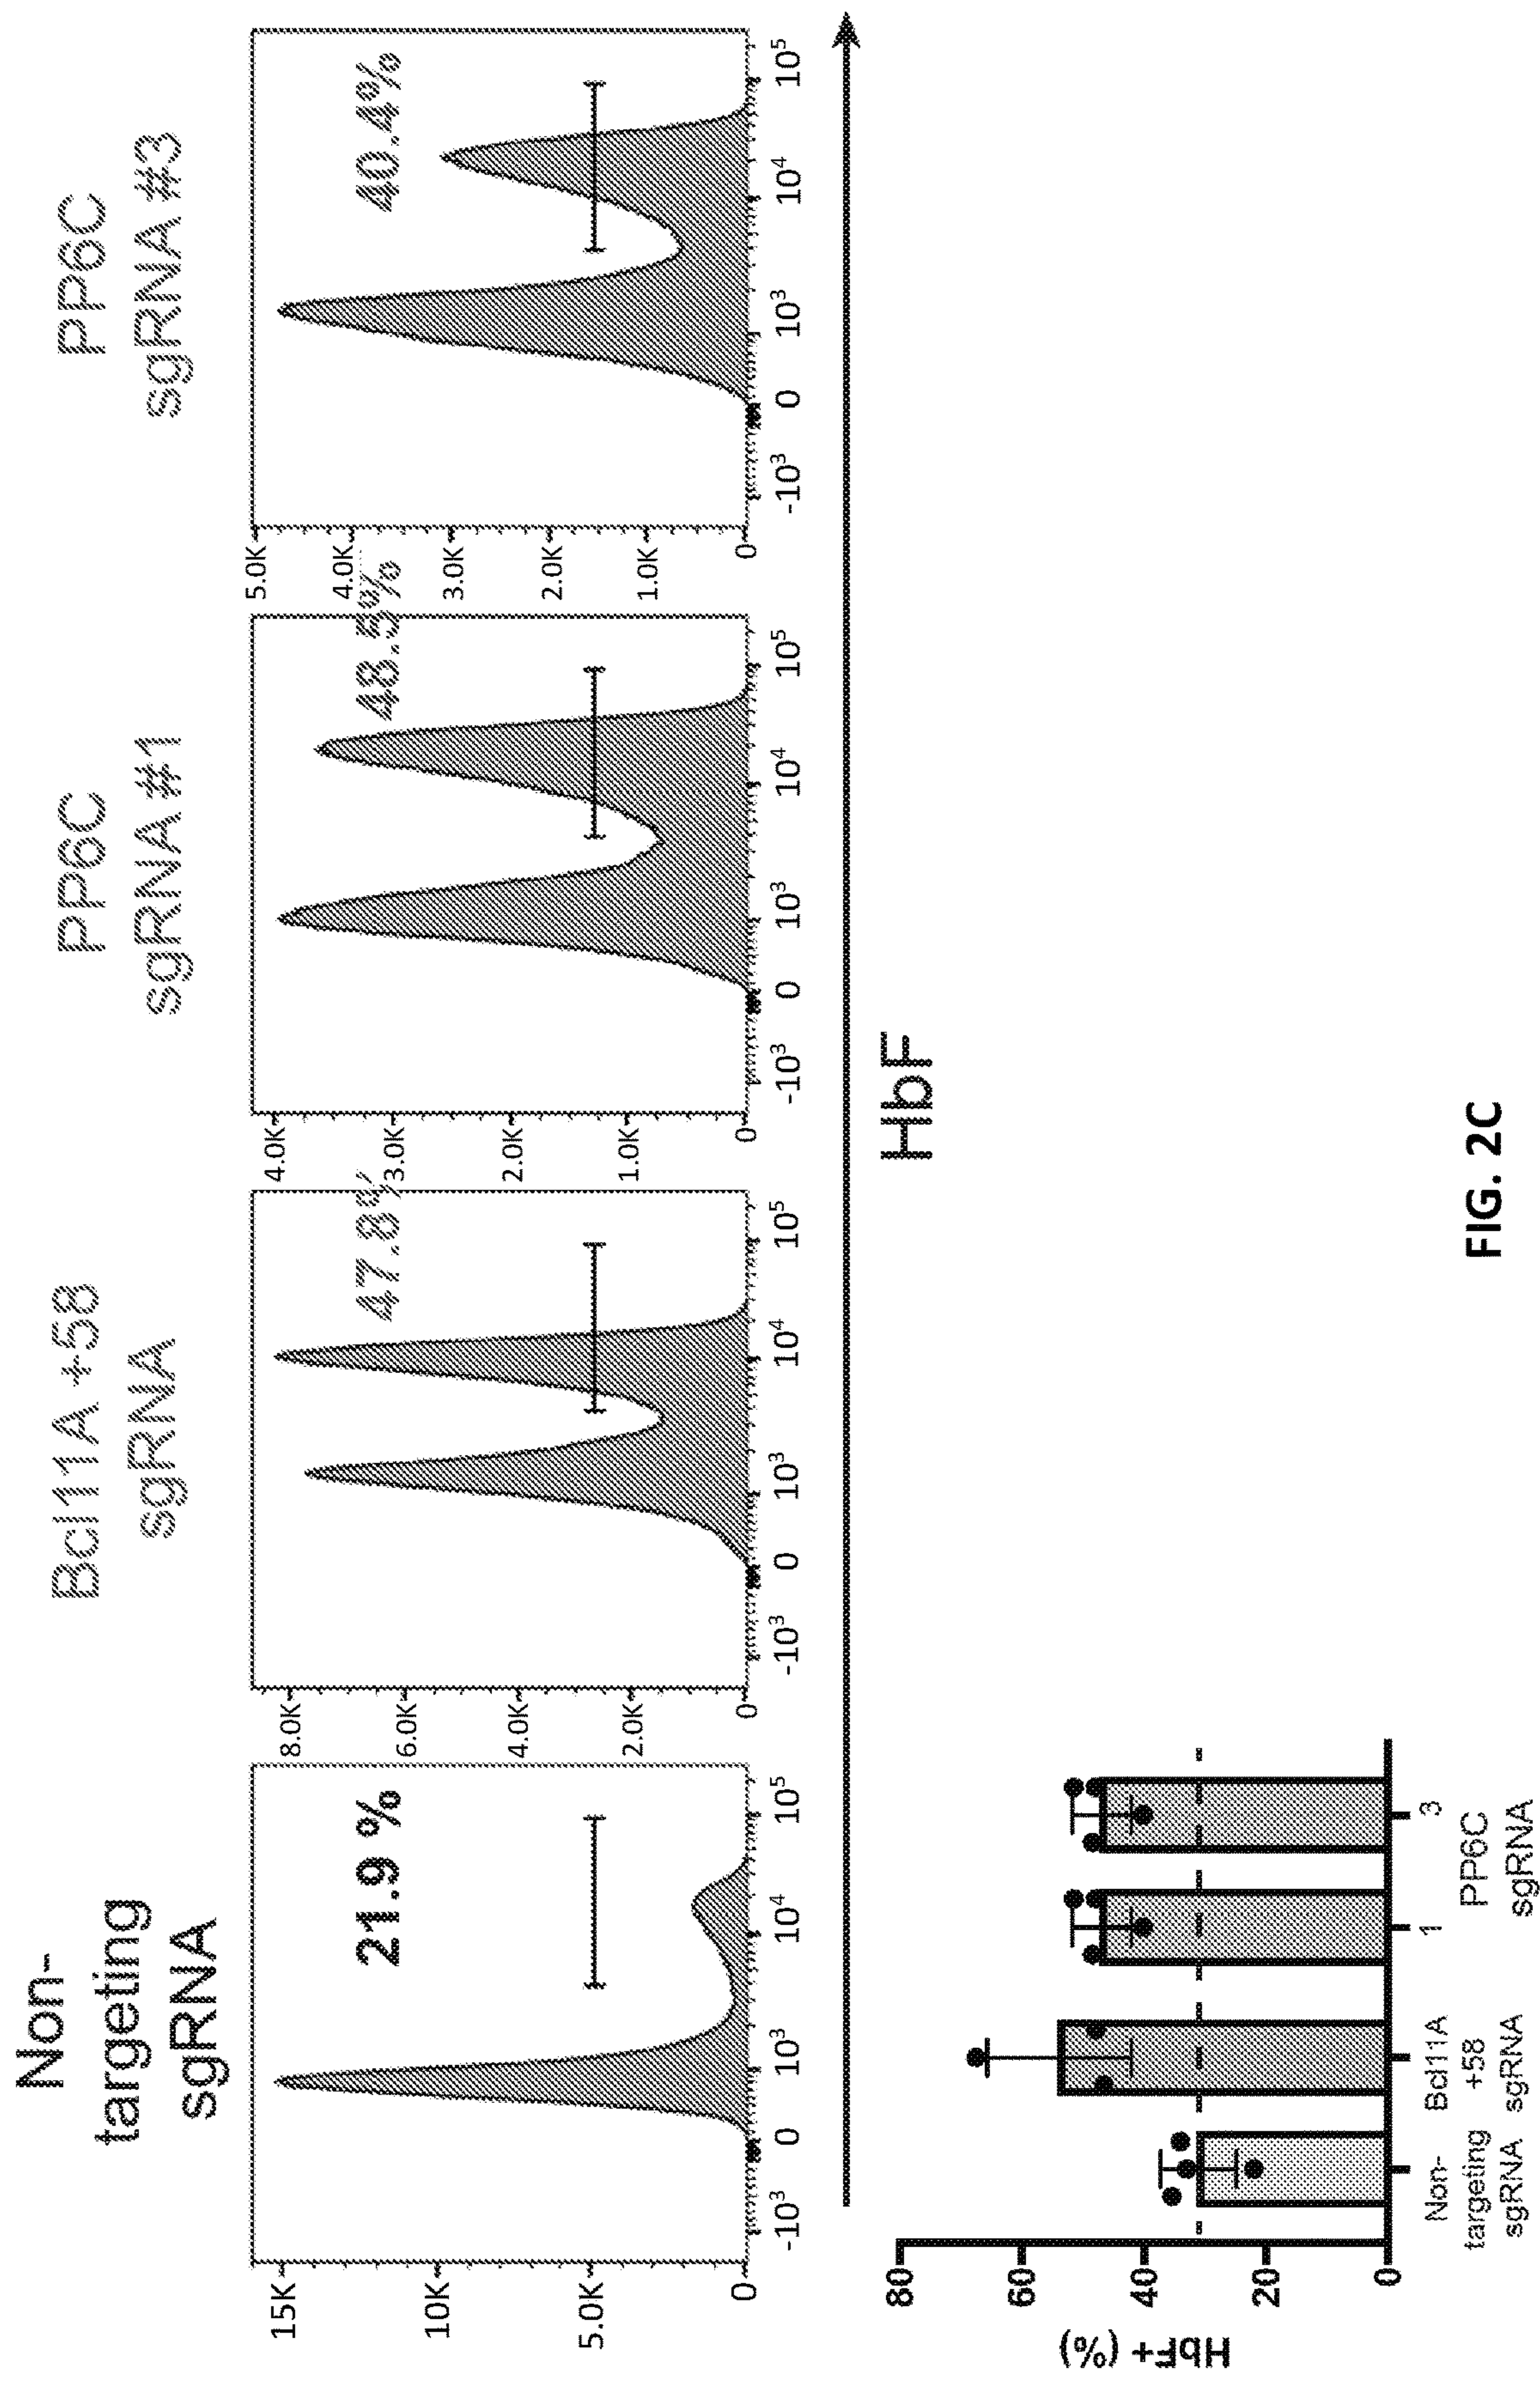 Non-
targeting
sgRNA
Bcl11A +58
sgRNA
PP6C
sgRNA #1
PP6C
sgRNA #3
15K
10K
5.0K
0
21.9 %
-10³ 0 10³ 10⁴ 10⁵
8.0K
6.0K
4.0K
2.0K
0
47.8%
-10³ 0 10³ 10⁴ 10⁵
4.0K
3.0K
2.0K
1.0K
0
48.5%
-10³ 0 10³ 10⁴ 10⁵
5.0K
4.0K
3.0K
2.0K
1.0K
0
40.4%
-10³ 0 10³ 10⁴ 10⁵
HbF
HbF+ (%)
80
60
40
20
0
Non-
targeting
sgRNA
Bcl11A
+58
sgRNA
1 3
PP6C
sgRNA
FIG. 2C